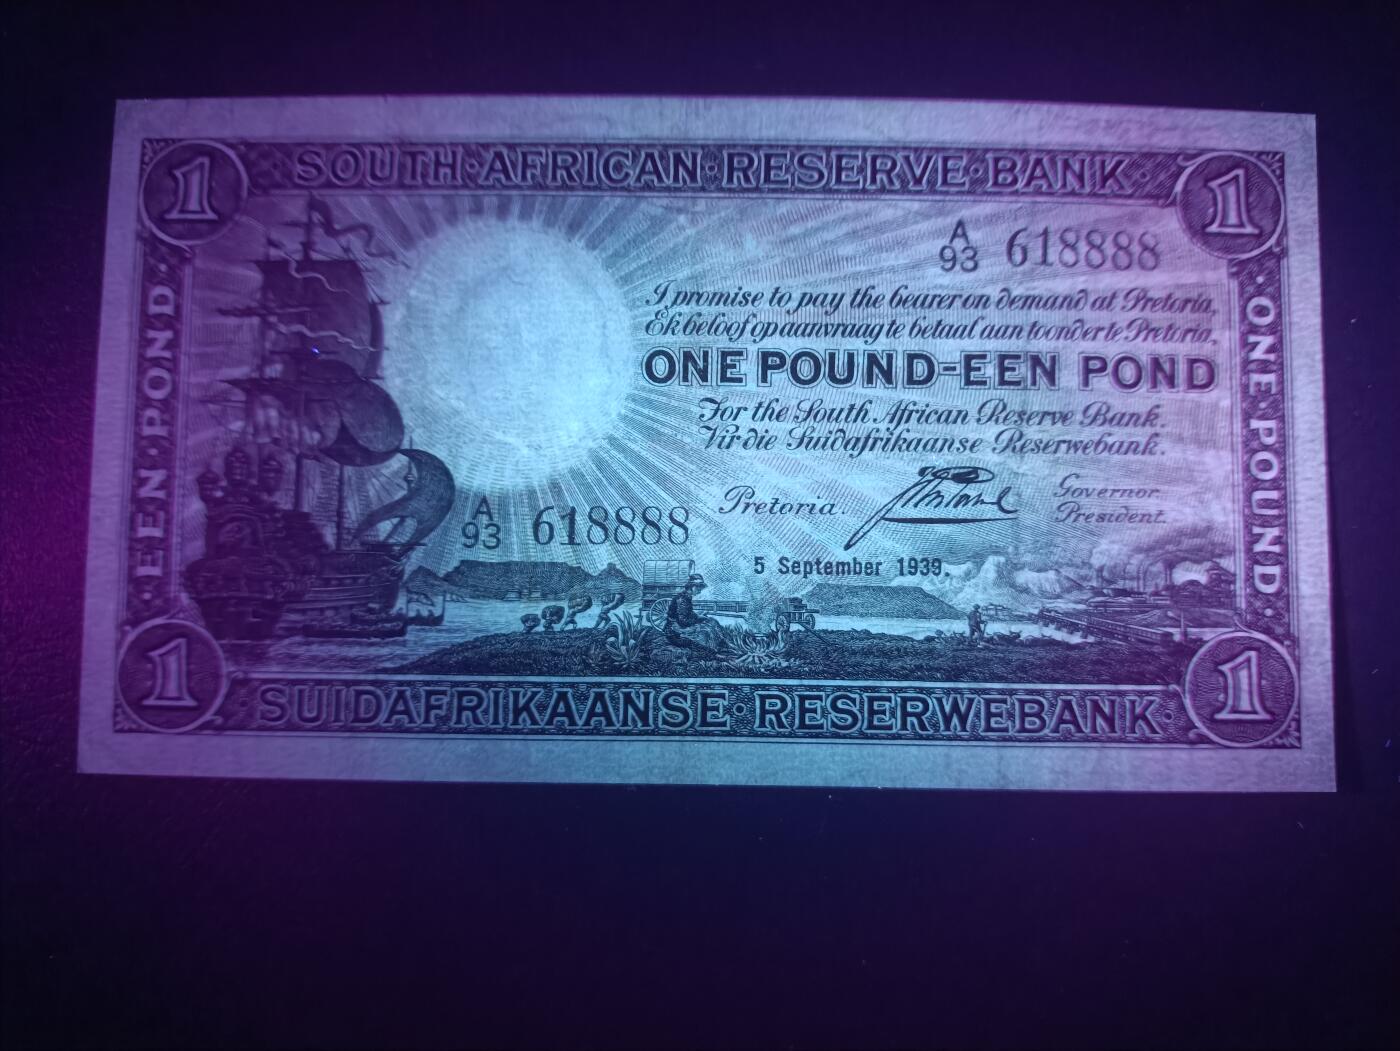 1 SOUTH·AFRICAN·RESERVE·BANK 1
A
93 618888
I promise to pay the bearer on demand at Pretoria,
Ek beloof op aanvraag te betaal aan toonder te Pretoria,
ONE POUND-EEN POND
For the South African Reserve Bank.
Vir die Suidafrikaanse Reserwebank.
·EEN·POND·
·ONE·POUND·
A
93 618888
Pretoria.
Governor.
President.
5 September 1939.
1 SUIDAFRIKAANSE·RESERWEBANK· 1